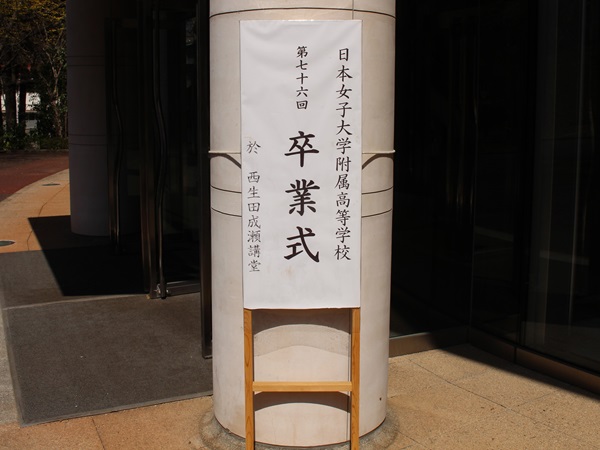 日本女子大学附属高等学校
第七十六回
卒業式
於 西生田成瀬講堂